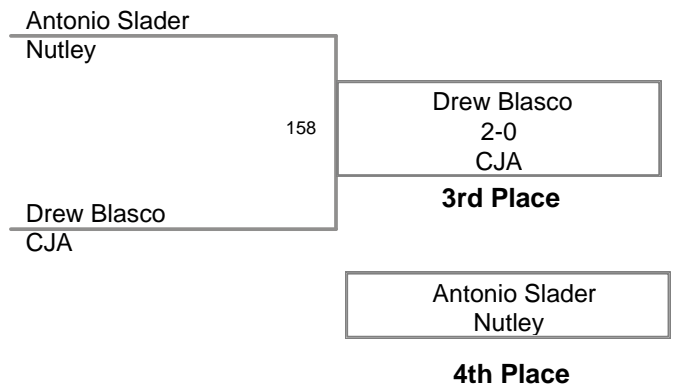 Antonio Slader
Nutley
158
Drew Blasco
2-0
CJA
3rd Place
Drew Blasco
CJA
Antonio Slader
Nutley
4th Place